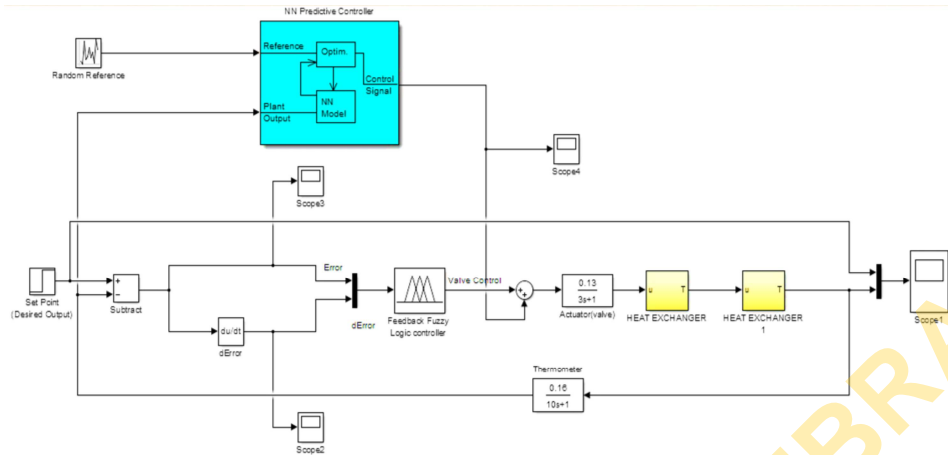 NN Predictive Controller
Random Reference
Reference
Optim.
Control
Signal
Plant
Output
NN
Model
Scope4
Scope3
Set Point
(Desired Output)
+
−
Subtract
Error
du/dt
dError
dError
Feedback Fuzzy
Logic controller
Valve Control
+
0.13
3s+1
Actuator(valve)
u T
HEAT EXCHANGER
u T
HEAT EXCHANGER
1
Scope1
Thermometer
0.16
10s+1
Scope2